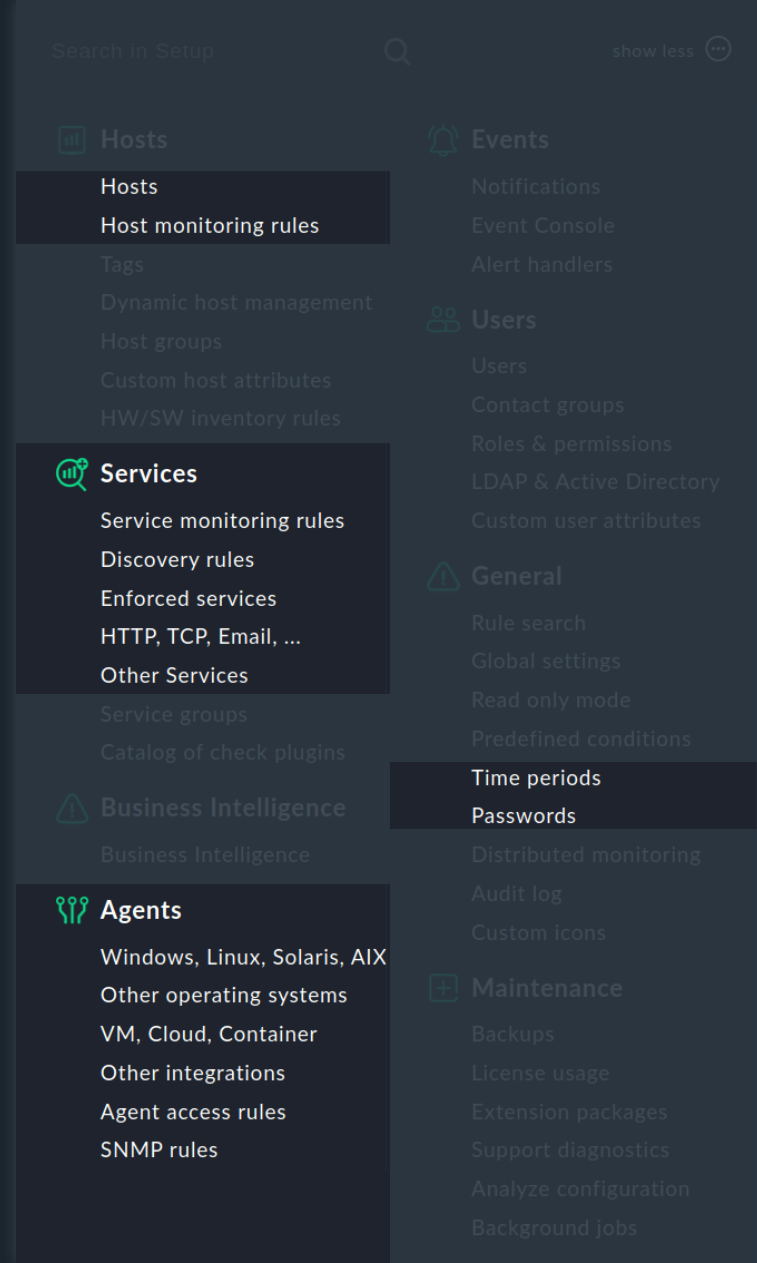 Search in Setup
show less
Hosts
Hosts
Host monitoring rules
Tags
Dynamic host management
Host groups
Custom host attributes
HW/SW inventory rules
Services
Service monitoring rules
Discovery rules
Enforced services
HTTP, TCP, Email, ...
Other Services
Service groups
Catalog of check plugins
Business Intelligence
Business Intelligence
Agents
Windows, Linux, Solaris, AIX
Other operating systems
VM, Cloud, Container
Other integrations
Agent access rules
SNMP rules
Events
Notifications
Event Console
Alert handlers
Users
Users
Contact groups
Roles & permissions
LDAP & Active Directory
Custom user attributes
General
Rule search
Global settings
Read only mode
Predefined conditions
Time periods
Passwords
Distributed monitoring
Audit log
Custom icons
Maintenance
Backups
License usage
Extension packages
Support diagnostics
Analyze configuration
Background jobs